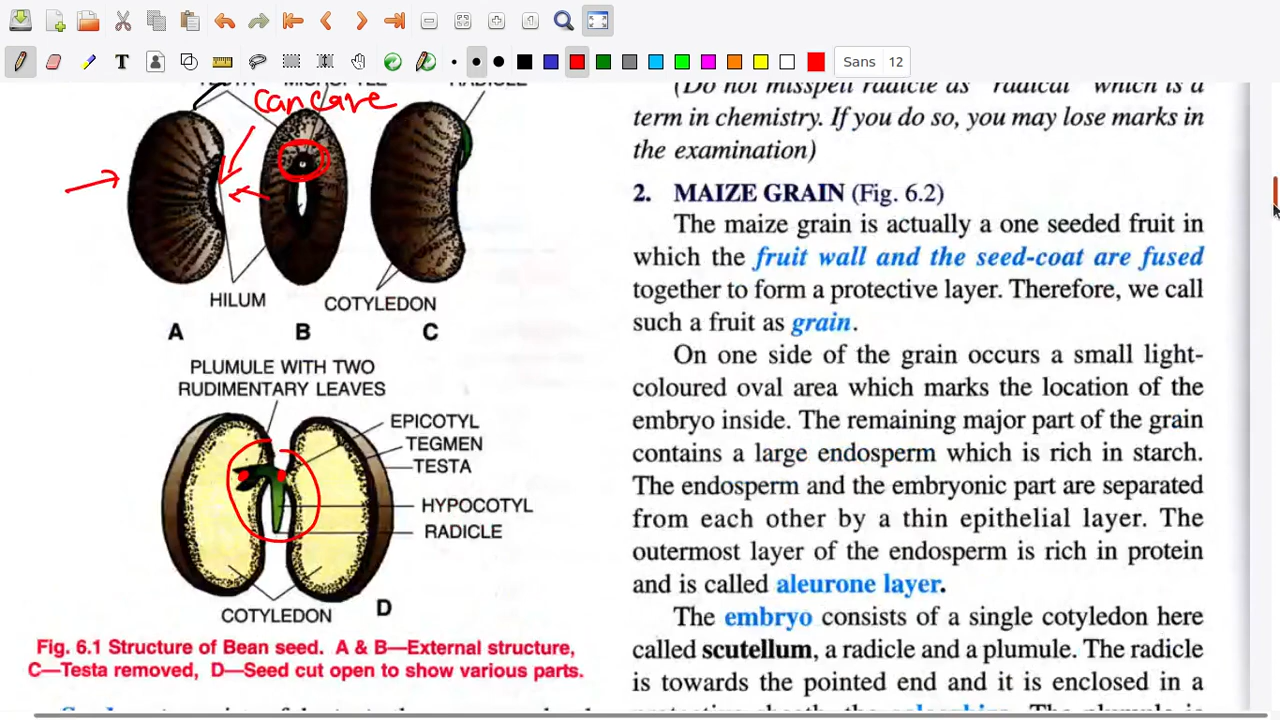 Sans 12
TESTA MICROPYLE RADICLE
cancave
HILUM
COTYLEDON
A B C
PLUMULE WITH TWO
RUDIMENTARY LEAVES
EPICOTYL
TEGMEN
TESTA
HYPOCOTYL
RADICLE
COTYLEDON
D
Fig. 6.1 Structure of Bean seed. A & B—External structure,
C—Testa removed, D—Seed cut open to show various parts.
(Do not misspell radicle as "radical" which is a
term in chemistry. If you do so, you may lose marks in
the examination)
2. MAIZE GRAIN (Fig. 6.2)
The maize grain is actually a one seeded fruit in
which the fruit wall and the seed-coat are fused
together to form a protective layer. Therefore, we call
such a fruit as grain.
On one side of the grain occurs a small light-
coloured oval area which marks the location of the
embryo inside. The remaining major part of the grain
contains a large endosperm which is rich in starch.
The endosperm and the embryonic part are separated
from each other by a thin epithelial layer. The
outermost layer of the endosperm is rich in protein
and is called aleurone layer.
The embryo consists of a single cotyledon here
called scutellum, a radicle and a plumule. The radicle
is towards the pointed end and it is enclosed in a